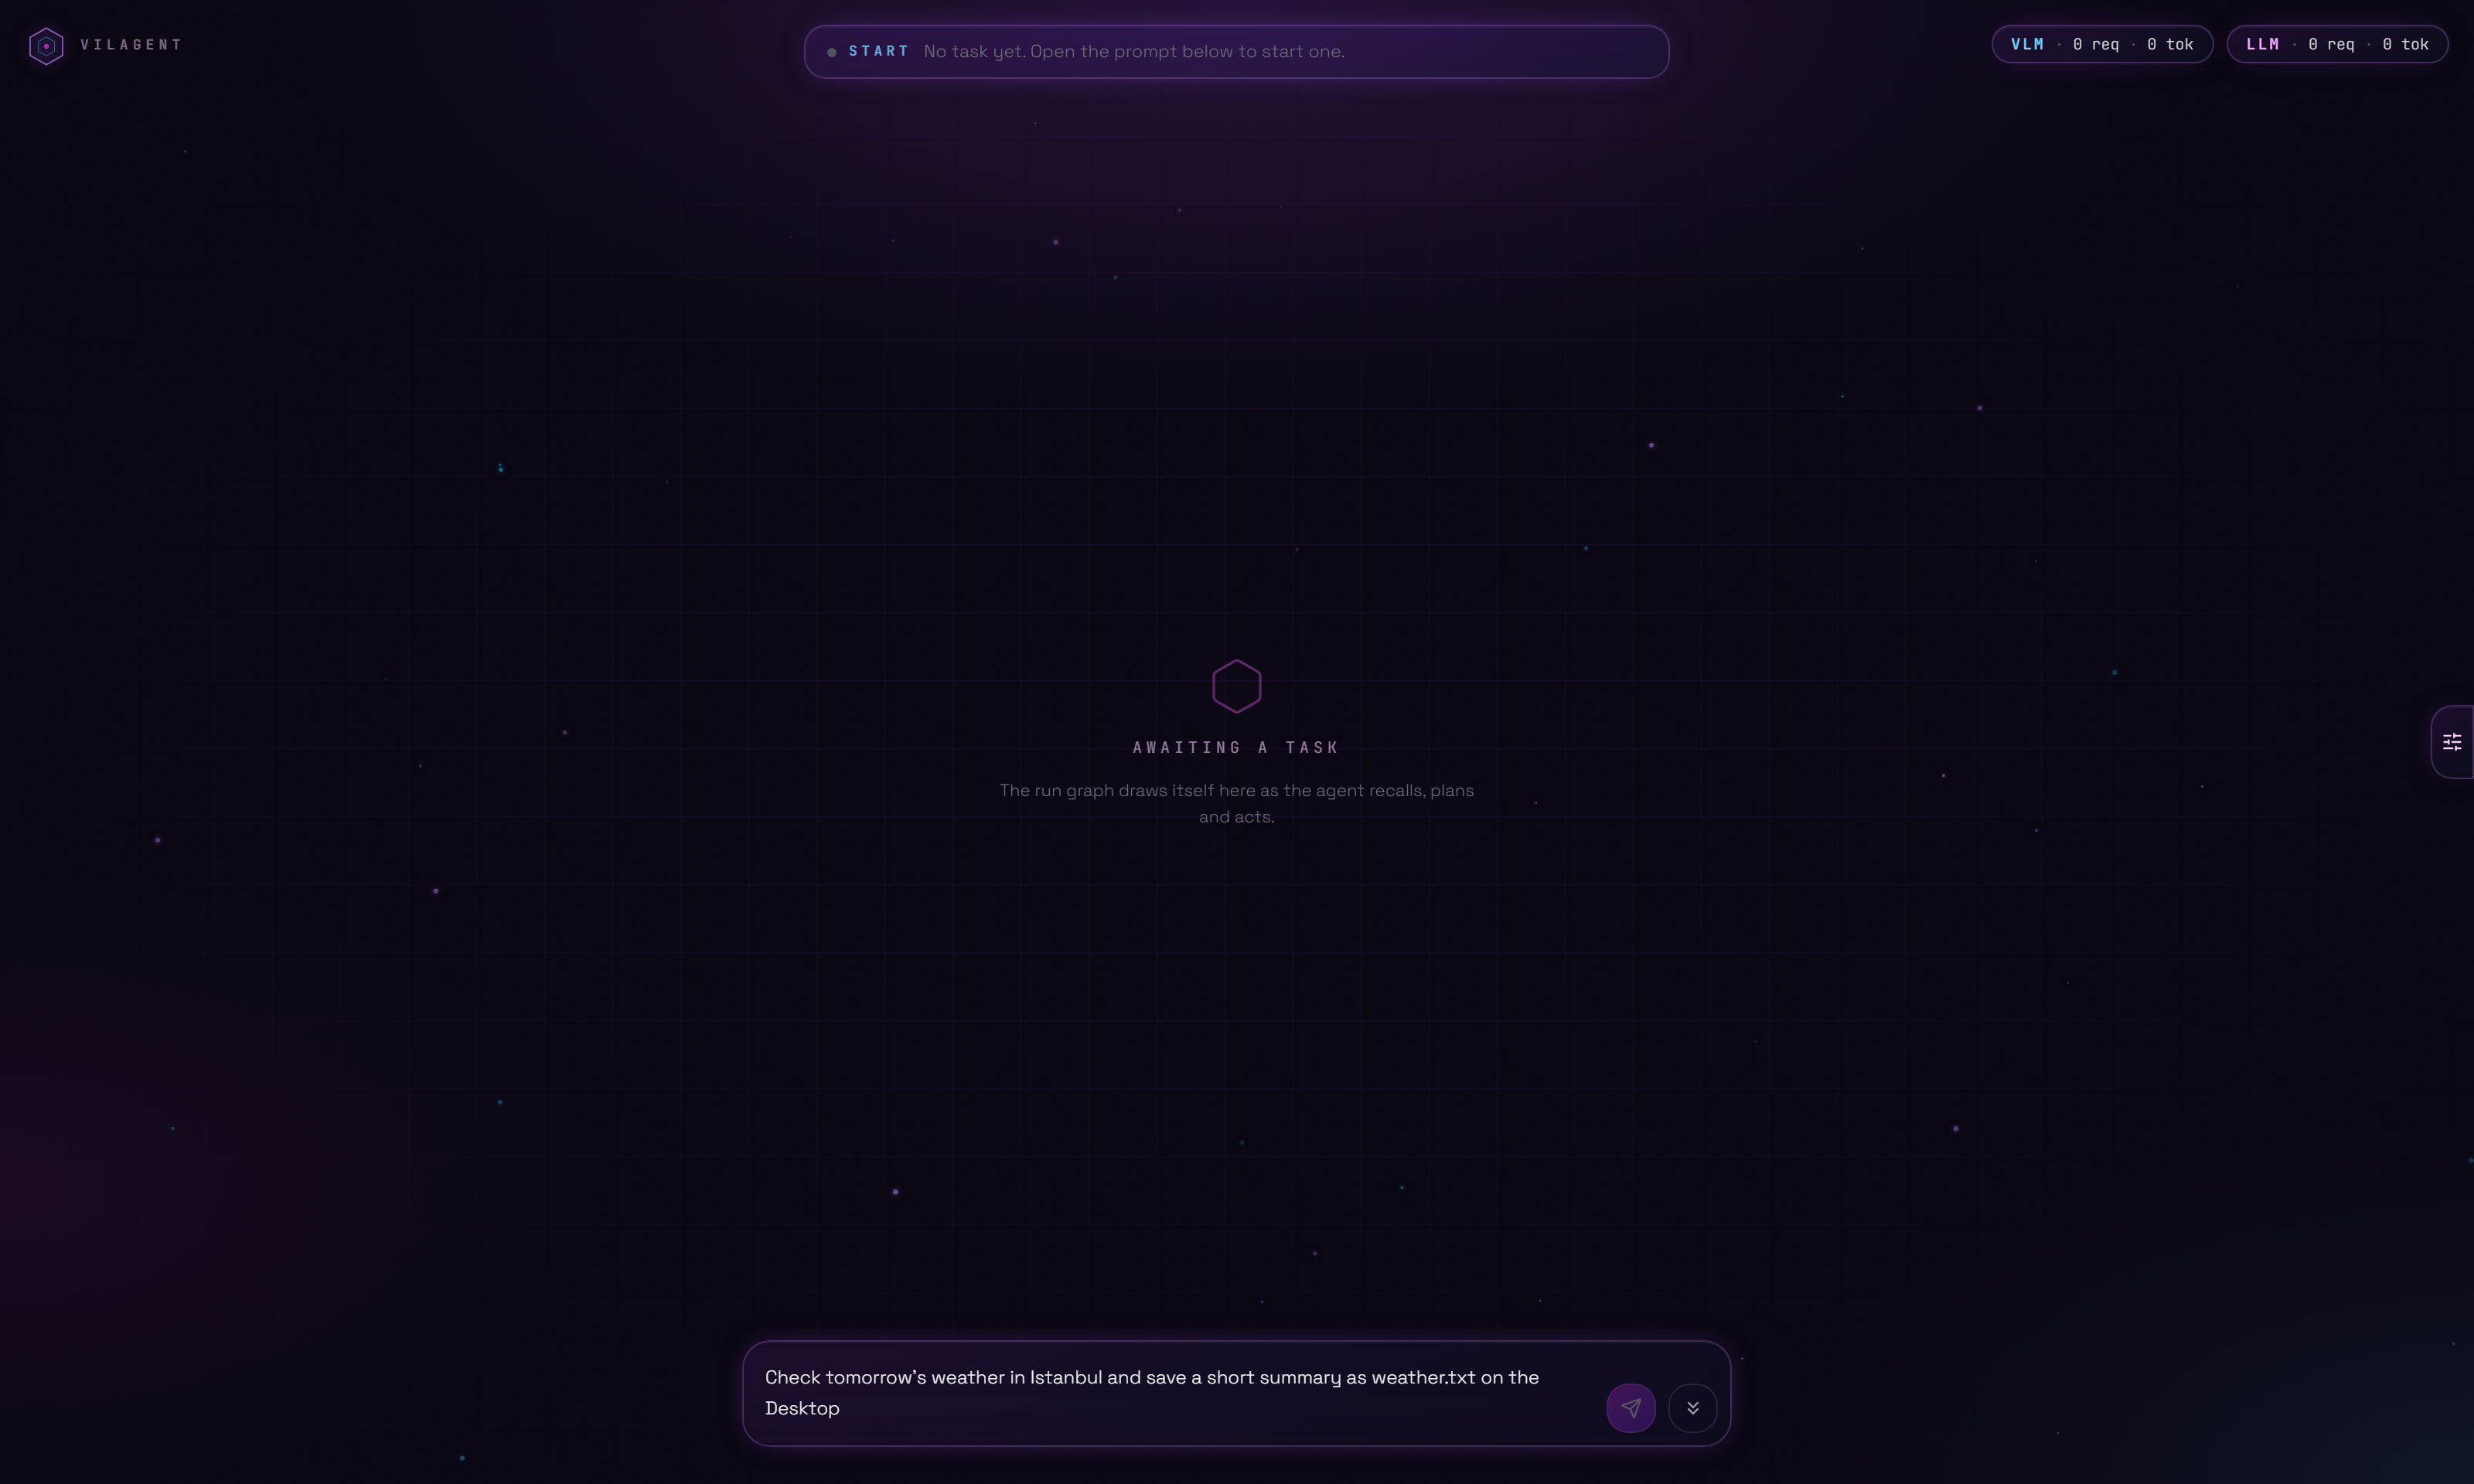 VILAGENT
START No task yet. Open the prompt below to start one.
VLM · 0 req · 0 tok
LLM · 0 req · 0 tok
AWAITING A TASK
The run graph draws itself here as the agent recalls, plans
and acts.
Check tomorrow's weather in Istanbul and save a short summary as weather.txt on the
Desktop